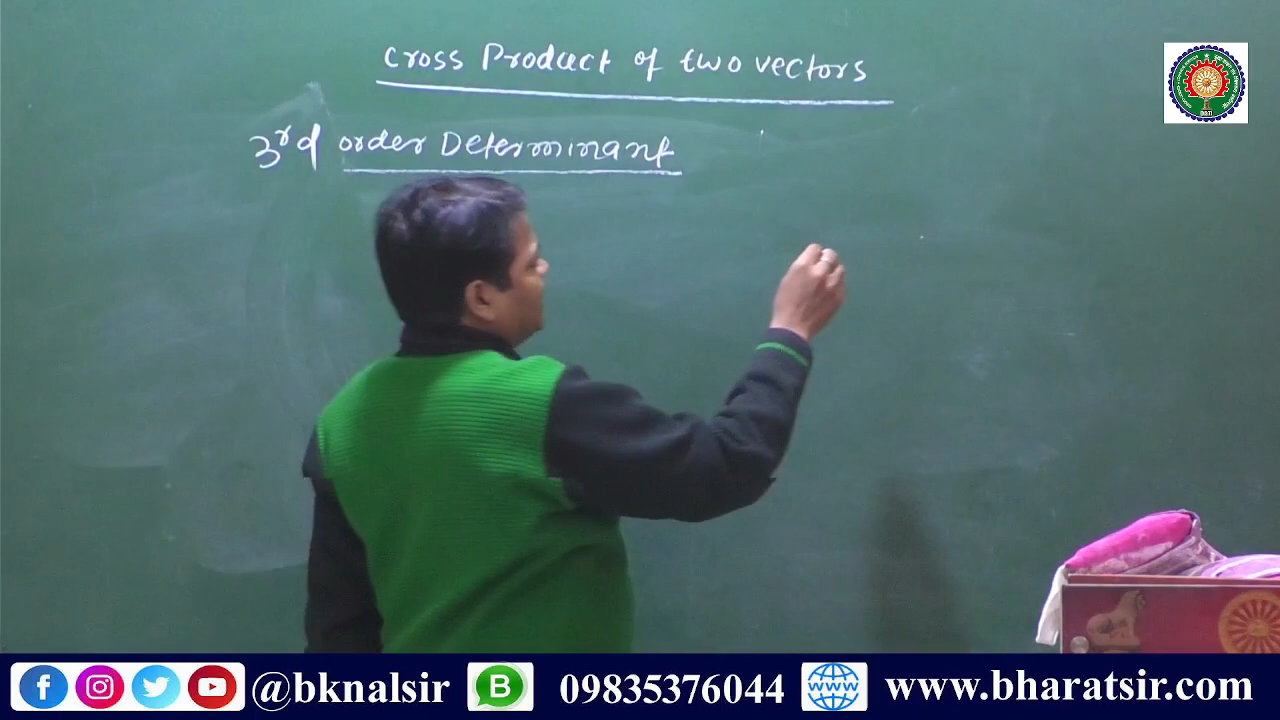 Cross Product of two vectors
3rd order Determinant
@bknalsir 09835376044 www.bharatsir.com